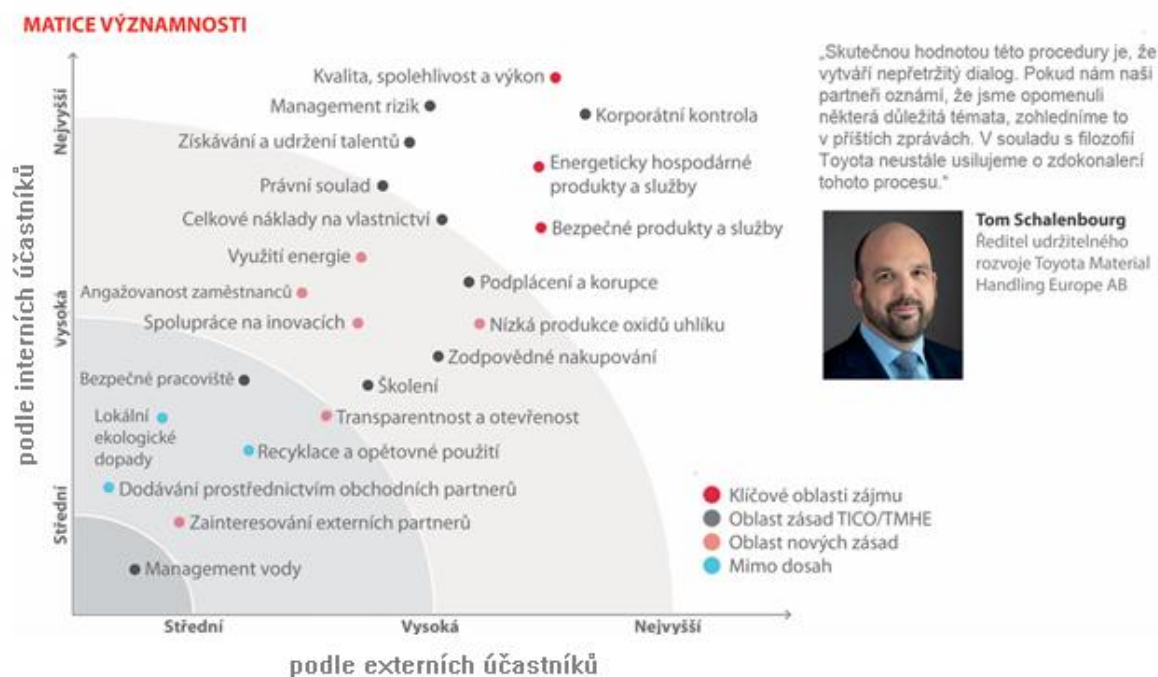 MATICE VÝZNAMNOSTI
„Skutečnou hodnotou této procedury je, že
vytváří nepřetržitý dialog. Pokud nám naši
partneři oznámí, že jsme opomenuli
některá důležitá témata, zohledníme to
v příštích zprávách. V souladu s filozofií
Toyota neustále usilujeme o zdokonalení
tohoto procesu.“
Tom Schalenbourg
Ředitel udržitelného
rozvoje Toyota Material
Handling Europe AB
podle interních účastníků
Nejvyšší
Vysoká
Střední
Kvalita, spolehlivost a výkon
Management rizik
Korporátní kontrola
Získávání a udržení talentů
Energeticky hospodárné
produkty a služby
Právní soulad
Celkové náklady na vlastnictví
Bezpečné produkty a služby
Využití energie
Podplácení a korupce
Angažovanost zaměstnanců
Spolupráce na inovacích
Nízká produkce oxidů uhlíku
Zodpovědné nakupování
Bezpečné pracoviště
Školení
Lokální
ekologické
dopady
Transparentnost a otevřenost
Recyklace a opětovné použití
Dodávání prostřednictvím obchodních partnerů
Zainteresování externích partnerů
Management vody
Klíčové oblasti zájmu
Oblast zásad TICO/TMHE
Oblast nových zásad
Mimo dosah
Střední
Vysoká
Nejvyšší
podle externích účastníků